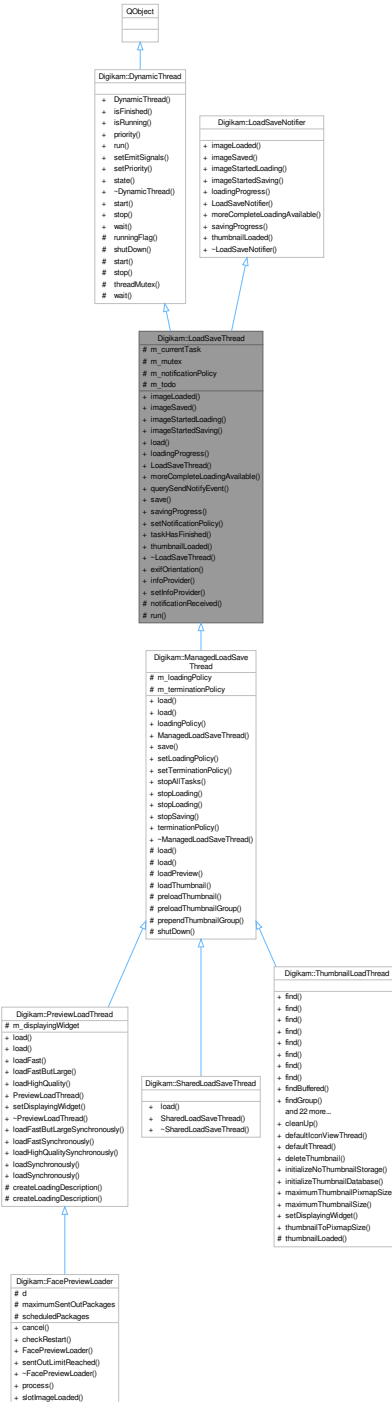 QObject
Digikam::DynamicThread
+ DynamicThread()
+ isFinished()
+ isRunning()
+ priority()
+ run()
+ setEmitSignals()
+ setPriority()
+ state()
+ ~DynamicThread()
+ start()
+ stop()
+ wait()
# runningFlag()
# shutDown()
# start()
# stop()
# threadMutex()
# wait()
Digikam::LoadSaveNotifier
+ imageLoaded()
+ imageSaved()
+ imageStartedLoading()
+ imageStartedSaving()
+ loadingProgress()
+ LoadSaveNotifier()
+ moreCompleteLoadingAvailable()
+ savingProgress()
+ thumbnailLoaded()
+ ~LoadSaveNotifier()
Digikam::LoadSaveThread
# m_currentTask
# m_mutex
# m_notificationPolicy
# m_todo
+ imageLoaded()
+ imageSaved()
+ imageStartedLoading()
+ imageStartedSaving()
+ load()
+ loadingProgress()
+ LoadSaveThread()
+ moreCompleteLoadingAvailable()
+ querySendNotifyEvent()
+ save()
+ savingProgress()
+ setNotificationPolicy()
+ taskHasFinished()
+ thumbnailLoaded()
+ ~LoadSaveThread()
+ exifOrientation()
+ infoProvider()
+ setInfoProvider()
# notificationReceived()
# run()
Digikam::ManagedLoadSave
Thread
# m_loadingPolicy
# m_terminationPolicy
+ load()
+ load()
+ loadingPolicy()
+ ManagedLoadSaveThread()
+ save()
+ setLoadingPolicy()
+ setTerminationPolicy()
+ stopAllTasks()
+ stopLoading()
+ stopLoading()
+ stopSaving()
+ terminationPolicy()
+ ~ManagedLoadSaveThread()
# load()
# load()
# loadPreview()
# loadThumbnail()
# preloadThumbnail()
# preloadThumbnailGroup()
# prependThumbnailGroup()
# shutDown()
Digikam::PreviewLoadThread
# m_displayingWidget
+ load()
+ load()
+ loadFast()
+ loadFastButLarge()
+ loadHighQuality()
+ PreviewLoadThread()
+ setDisplayingWidget()
+ ~PreviewLoadThread()
+ loadFastButLargeSynchronously()
+ loadFastSynchronously()
+ loadHighQualitySynchronously()
+ loadSynchronously()
+ loadSynchronously()
# createLoadingDescription()
# createLoadingDescription()
Digikam::SharedLoadSaveThread
+ load()
+ SharedLoadSaveThread()
+ ~SharedLoadSaveThread()
Digikam::ThumbnailLoadThread
+ find()
+ find()
+ find()
+ find()
+ find()
+ find()
+ find()
+ find()
+ findBuffered()
+ findGroup()
and 22 more...
+ cleanUp()
+ defaultIconViewThread()
+ defaultThread()
+ deleteThumbnail()
+ initializeNoThumbnailStorage()
+ initializeThumbnailDatabase()
+ maximumThumbnailPixmapSize
+ maximumThumbnailSize()
+ setDisplayingWidget()
+ thumbnailToPixmapSize()
# thumbnailLoaded()
Digikam::FacePreviewLoader
# d
# maximumSentOutPackages
# scheduledPackages
+ cancel()
+ checkRestart()
+ FacePreviewLoader()
+ sentOutLimitReached()
+ ~FacePreviewLoader()
+ process()
+ slotImageLoaded()